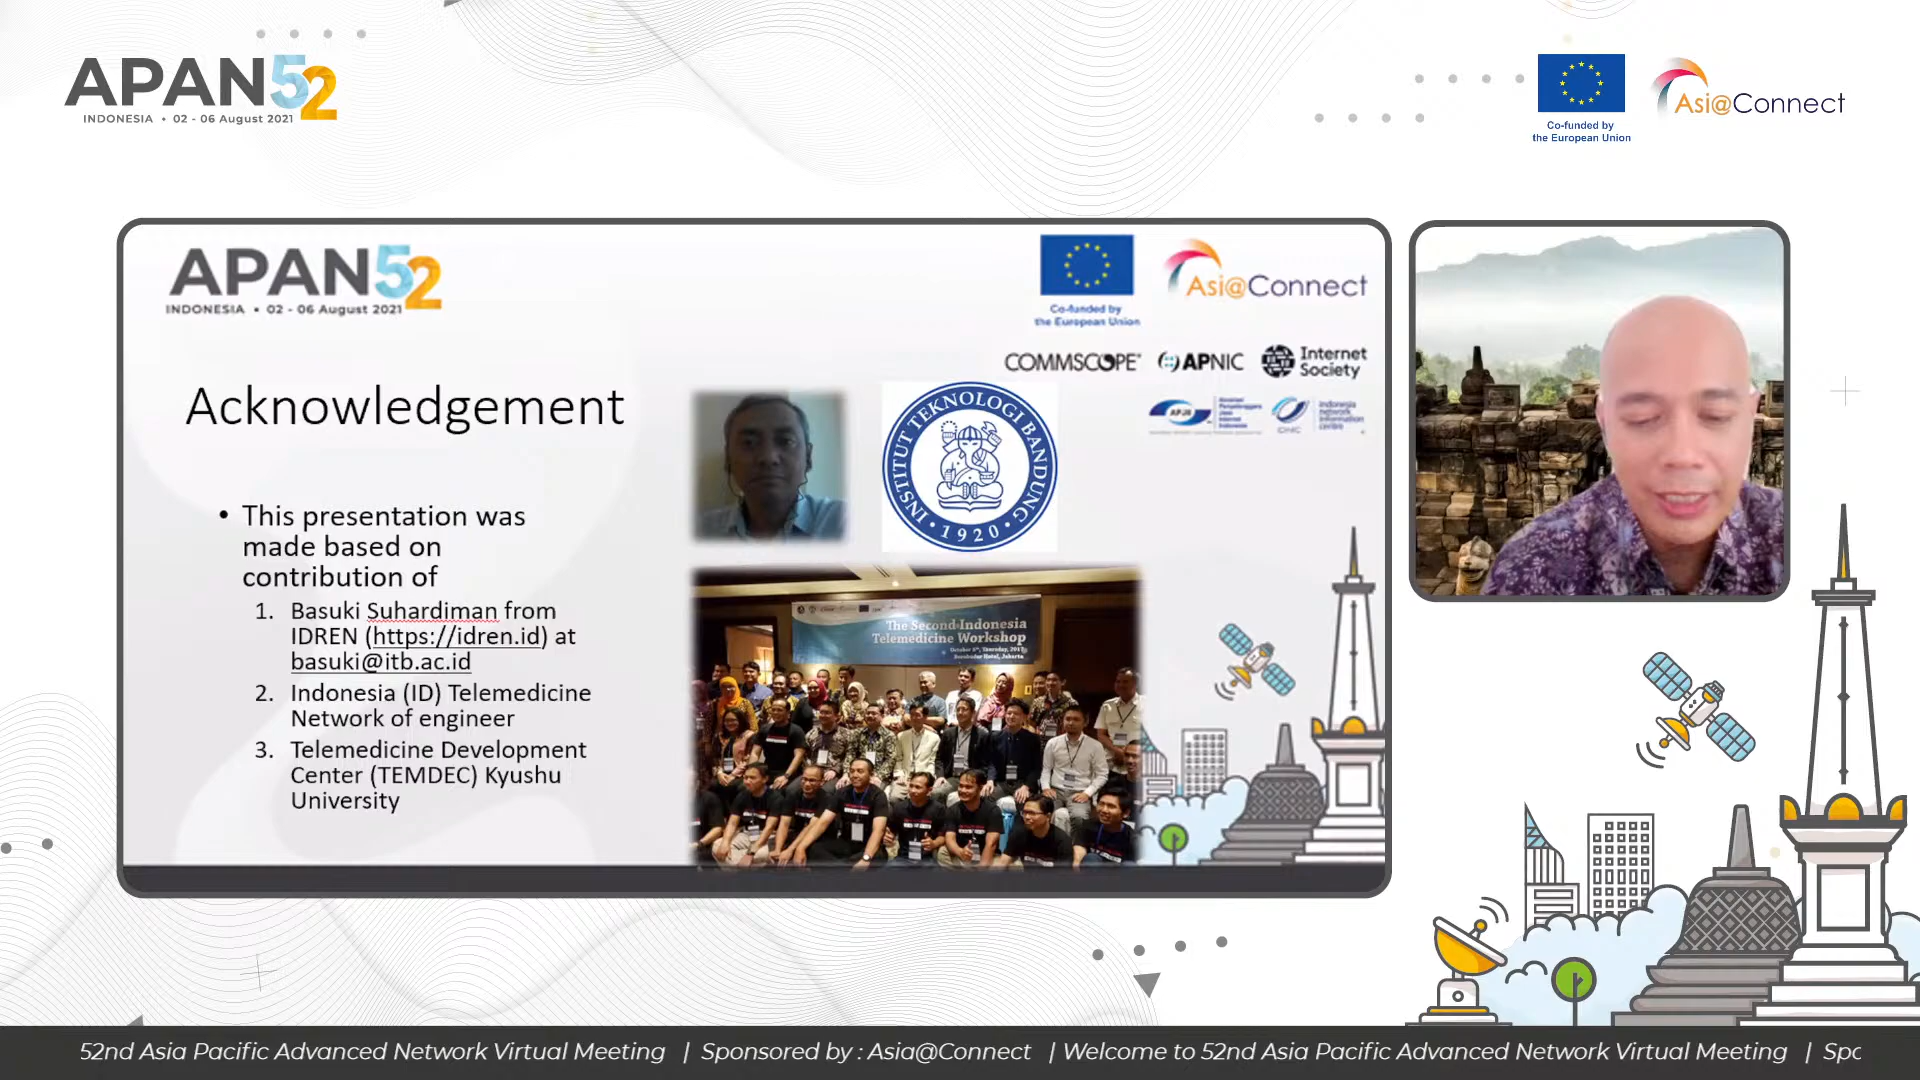 APAN52
INDONESIA • 02 - 06 August 2021
Co-funded by
the European Union
Asi@Connect
APAN52
INDONESIA • 02 - 06 August 2021
Co-funded by
the European Union
Asi@Connect
COMMSCOPE
APNIC
Internet
Society
Acknowledgement
INSTITUT TEKNOLOGI BANDUNG
• 1920 •
APJII
• This presentation was
made based on
contribution of
1. Basuki Suhardiman from
IDREN (https://idren.id) at
basuki@itb.ac.id
2. Indonesia (ID) Telemedicine
Network of engineer
3. Telemedicine Development
Center (TEMDEC) Kyushu
University
The Second Indonesia
Telemedicine Workshop
52nd Asia Pacific Advanced Network Virtual Meeting | Sponsored by : Asia@Connect | Welcome to 52nd Asia Pacific Advanced Network Virtual Meeting | Spo